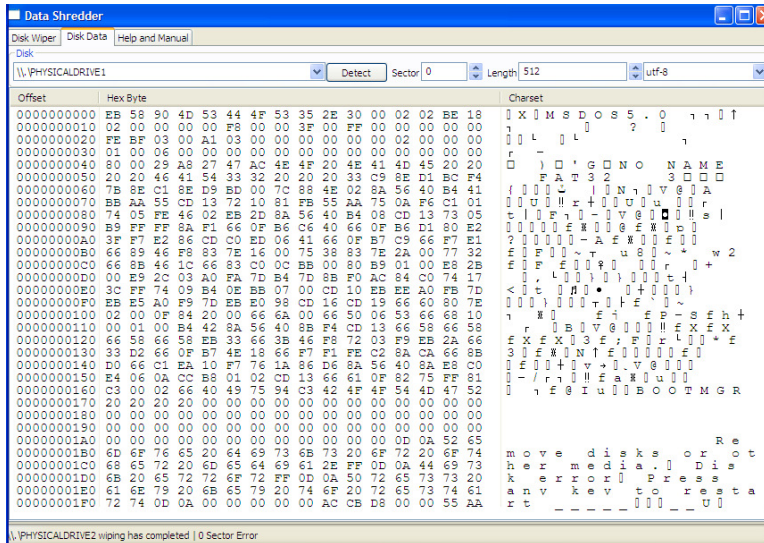 Data Shredder
Disk Wiper Disk Data Help and Manual
Disk
\\.\PHYSICALDRIVE1 Detect Sector 0 Length 512 utf-8
Offset Hex Byte Charset
0000000000 EB 58 90 4D 53 44 4F 53 35 2E 30 00 02 02 BE 18 X M S D O S 5 . 0
0000000010 02 00 00 00 00 F8 00 00 3F 00 FF 00 00 00 00 00 ?
0000000020 FE BF 03 00 A1 03 00 00 00 00 00 00 02 00 00 00
0000000030 01 00 06 00 00 00 00 00 00 00 00 00 00 00 00 00
0000000040 80 00 29 A8 27 47 AC 4E 4F 20 4E 41 4D 45 20 20 ) ' G N O N A M E
0000000050 20 20 46 41 54 33 32 20 20 20 33 C9 8E D1 BC F4 F A T 3 2 3
0000000060 7B 8E C1 8E D9 BD 00 7C 88 4E 02 8A 56 40 B4 41 { | N V @ A
0000000070 BB AA 55 CD 13 72 10 81 FB 55 AA 75 0A F6 C1 01 U ‼ r U u
0000000080 74 05 FE 46 02 EB 2D 8A 56 40 B4 08 CD 13 73 05 t | F - V @ ‼ s |
0000000090 B9 FF FF 8A F1 66 0F B6 C6 40 66 0F B6 D1 80 E2 f @ f
00000000A0 3F F7 E2 86 CD C0 ED 06 41 66 0F B7 C9 66 F7 E1 ? - A f f
00000000B0 66 89 46 F8 83 7E 16 00 75 38 83 7E 2A 00 77 32 f F ~ u 8 ~ * w 2
00000000C0 66 8B 46 1C 66 83 C0 0C BB 00 80 B9 01 00 E8 2B f F f +
00000000D0 00 E9 2C 03 A0 FA 7D B4 7D 8B F0 AC 84 C0 74 17 , } } t
00000000E0 3C FF 74 09 B4 0E BB 07 00 CD 10 EB EE A0 FB 7D < t }
00000000F0 EB E5 A0 F9 7D EB E0 98 CD 16 CD 19 66 60 80 7E } f ` ~
0000000100 02 00 0F 84 20 00 66 6A 00 66 50 06 53 66 68 10 f j f P - S f h
0000000110 00 01 00 B4 42 8A 56 40 8B F4 CD 13 66 58 66 58 B V @ ‼ f X f X
0000000120 66 58 66 58 EB 33 66 3B 46 F8 72 03 F9 EB 2A 66 f X f X 3 f ; F r * f
0000000130 33 D2 66 0F B7 4E 18 66 F7 F1 FE C2 8A CA 66 8B 3 f N ↑ f f
0000000140 D0 66 C1 EA 10 F7 76 1A 86 D6 8A 56 40 8A E8 C0 f v → . V @
0000000150 E4 06 0A CC B8 01 02 CD 13 66 61 0F 82 75 FF 81 - / ‼ f a u
0000000160 C3 00 02 66 40 49 75 94 C3 42 4F 4F 54 4D 47 52 f @ I u B O O T M G R
0000000170 20 20 20 20 00 00 00 00 00 00 00 00 00 00 00 00
0000000180 00 00 00 00 00 00 00 00 00 00 00 00 00 00 00 00
0000000190 00 00 00 00 00 00 00 00 00 00 00 00 00 00 00 00
00000001A0 00 00 00 00 00 00 00 00 00 00 00 00 0D 0A 52 65 R e
00000001B0 6D 6F 76 65 20 64 69 73 6B 73 20 6F 72 20 6F 74 m o v e d i s k s o r o t
00000001C0 68 65 72 20 6D 65 64 69 61 2E FF 0D 0A 44 69 73 h e r m e d i a . D i s
00000001D0 6B 20 65 72 72 6F 72 FF 0D 0A 50 72 65 73 73 20 k e r r o r P r e s s
00000001E0 61 6E 79 20 6B 65 79 20 74 6F 20 72 65 73 74 61 a n y k e y t o r e s t a
00000001F0 72 74 0D 0A 00 00 00 00 00 AC CB D8 00 00 55 AA r t U
\\.\PHYSICALDRIVE2 wiping has completed | 0 Sector Error